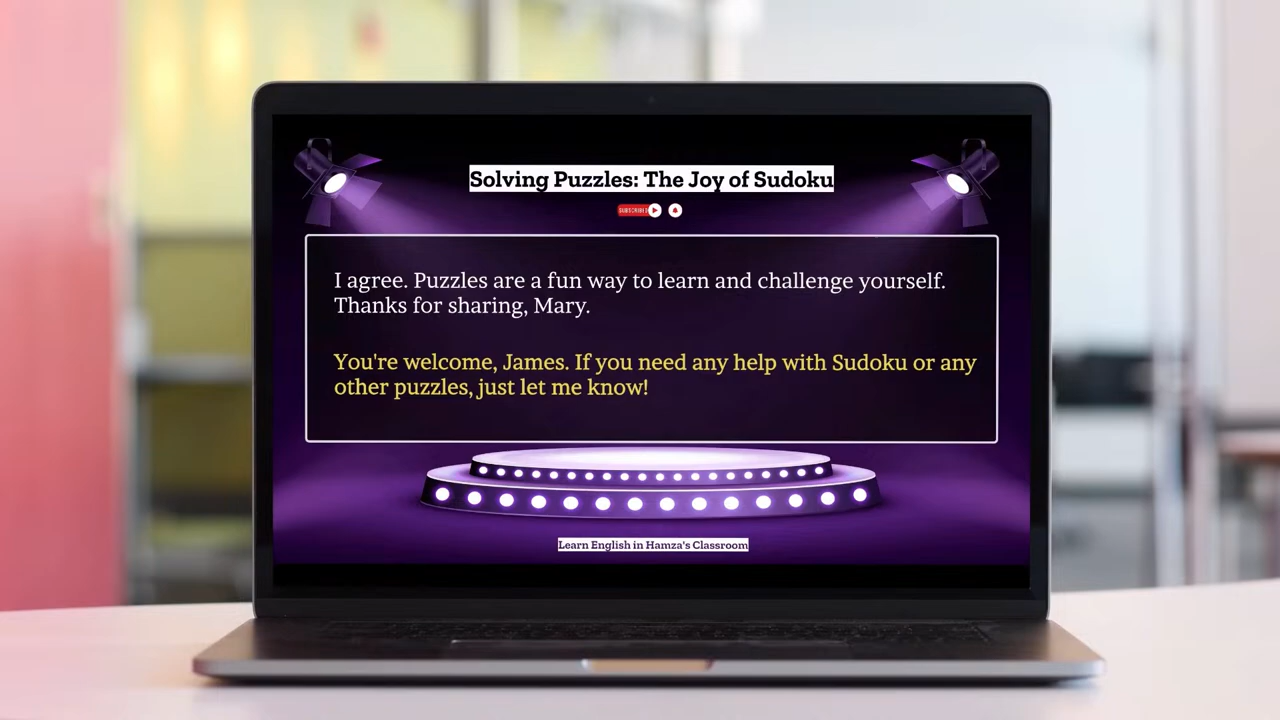 Solving Puzzles: The Joy of Sudoku
SUBSCRIBED
I agree. Puzzles are a fun way to learn and challenge yourself.
Thanks for sharing, Mary.
You're welcome, James. If you need any help with Sudoku or any
other puzzles, just let me know!
Learn English in Hamza's Classroom